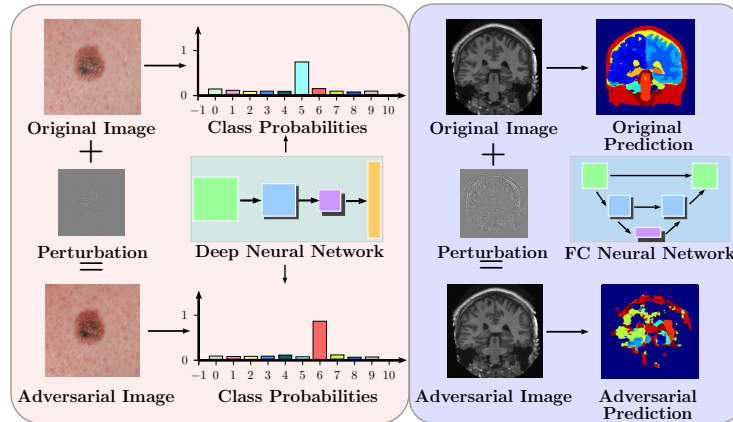 1
0
−1 0 1 2 3 4 5 6 7 8 9 10
Original Image
Class Probabilities
+
Perturbation
=
Deep Neural Network
1
0
−1 0 1 2 3 4 5 6 7 8 9 10
Adversarial Image
Class Probabilities
Original Image
Original
Prediction
+
Perturbation
=
FC Neural Network
Adversarial Image
Adversarial
Prediction